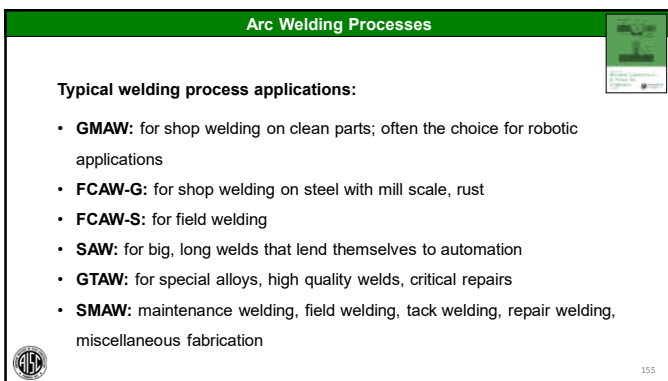 Arc Welding Processes
Typical welding process applications:
• GMAW: for shop welding on clean parts; often the choice for robotic
applications
• FCAW-G: for shop welding on steel with mill scale, rust
• FCAW-S: for field welding
• SAW: for big, long welds that lend themselves to automation
• GTAW: for special alloys, high quality welds, critical repairs
• SMAW: maintenance welding, field welding, tack welding, repair welding,
miscellaneous fabrication
AISC
155